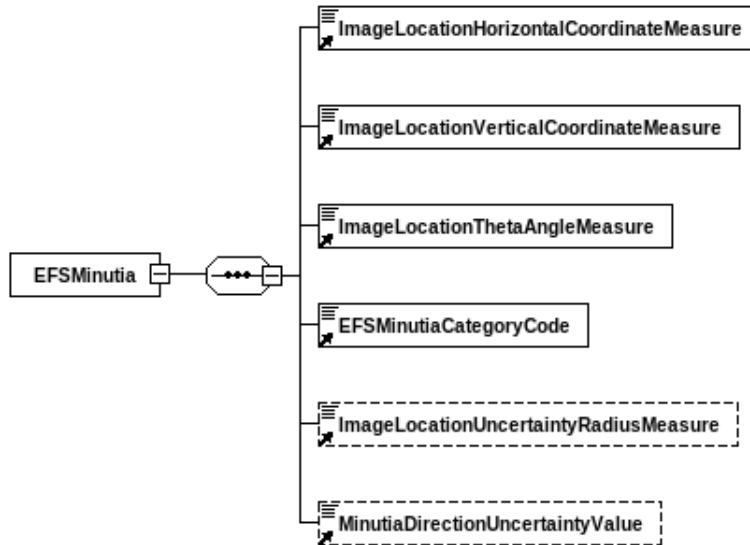 ImageLocationHorizontalCoordinateMeasure
ImageLocationVerticalCoordinateMeasure
ImageLocationThetaAngleMeasure
EFSMinutia
EFSMinutiaCategoryCode
ImageLocationUncertaintyRadiusMeasure
MinutiaDirectionUncertaintyValue